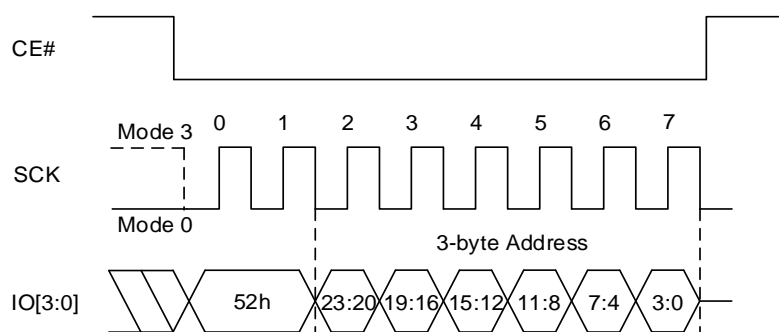 CE#
Mode 3 0 1 2 3 4 5 6 7
SCK
Mode 0
3-byte Address
IO[3:0] 52h 23:20 19:16 15:12 11:8 7:4 3:0